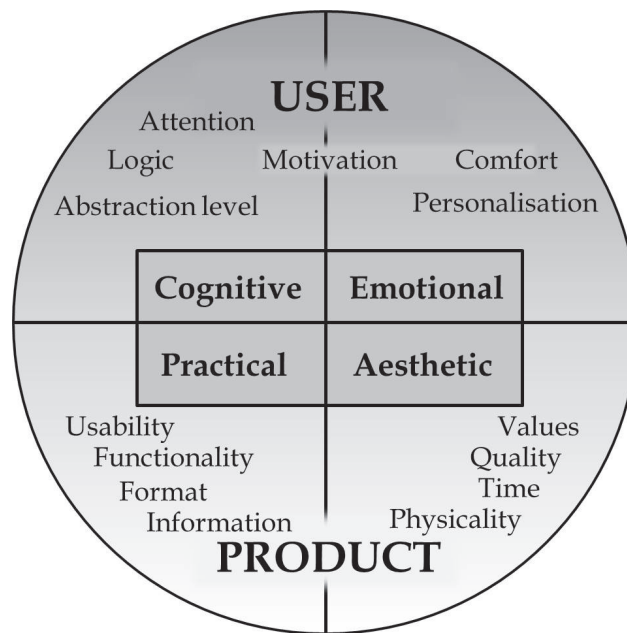 USER
Attention
Logic
Motivation
Comfort
Abstraction level
Personalisation
Cognitive
Emotional
Practical
Aesthetic
Usability
Values
Functionality
Quality
Format
Time
Information
Physicality
PRODUCT